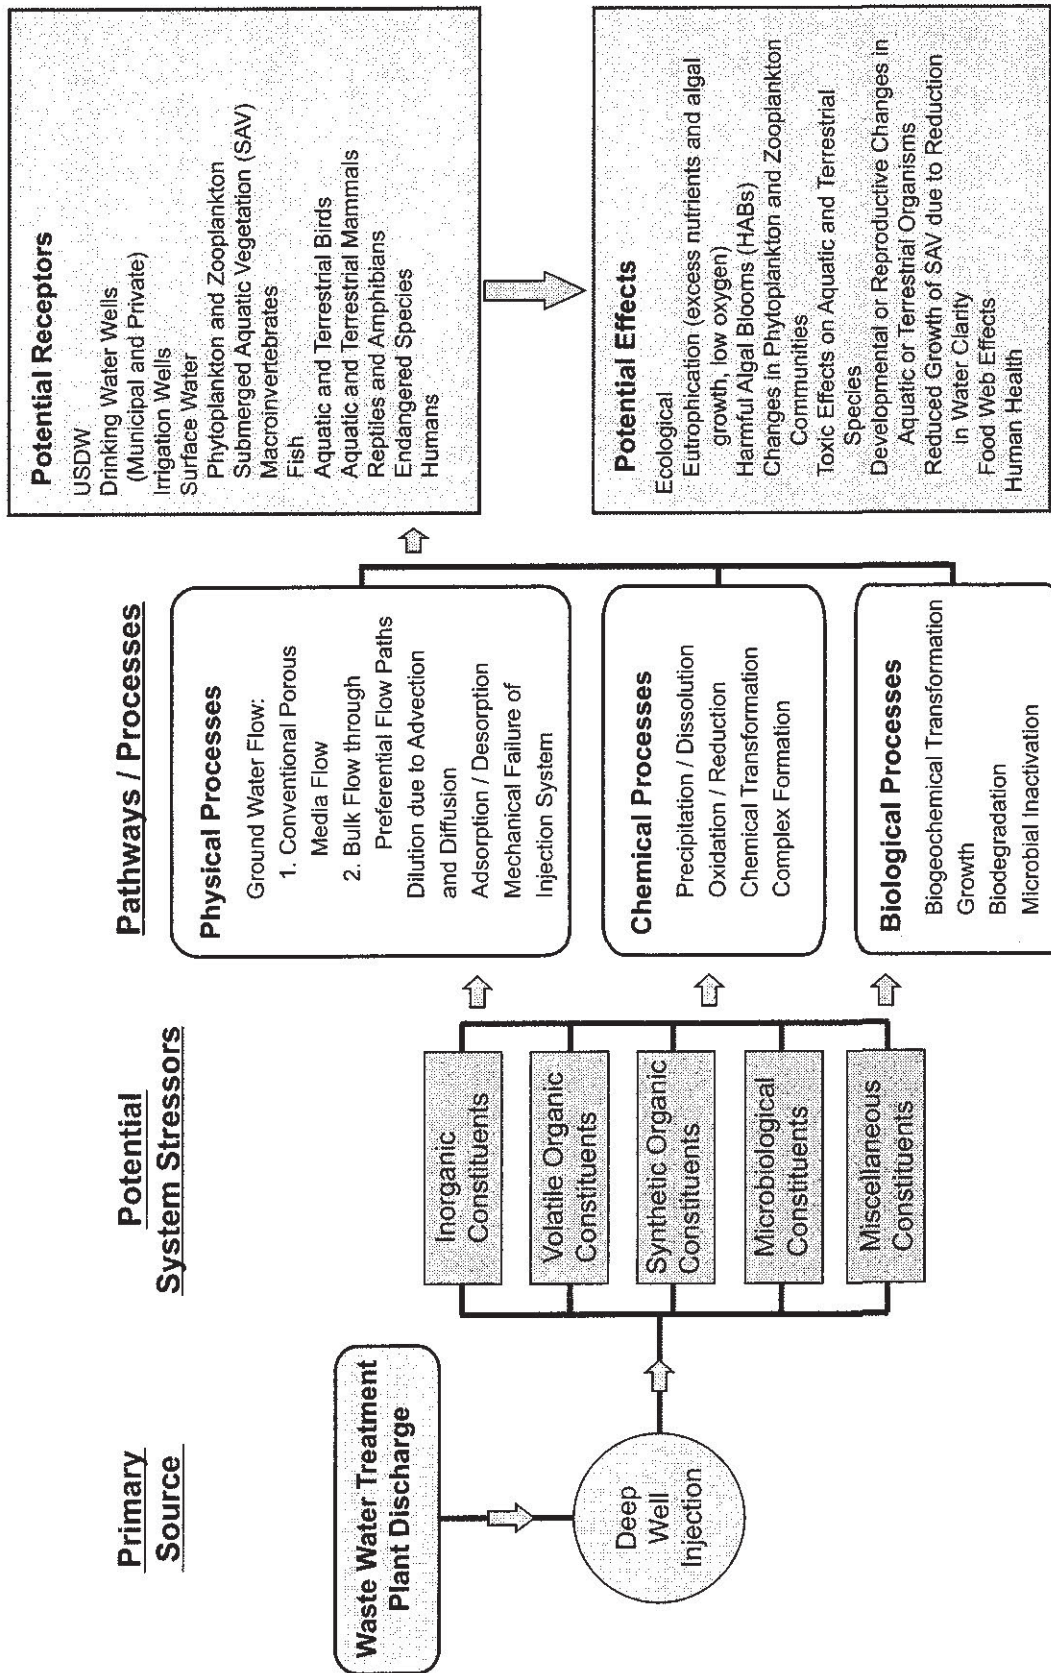 Primary
Source
Waste Water Treatment
Plant Discharge
Deep
Well
Injection
Potential
System Stressors
Inorganic
Constituents
Volatile Organic
Constituents
Synthetic Organic
Constituents
Microbiological
Constituents
Miscellaneous
Constituents
Pathways / Processes
Physical Processes
Ground Water Flow:
1. Conventional Porous
Media Flow
2. Bulk Flow through
Preferential Flow Paths
Dilution due to Advection
and Diffusion
Adsorption / Desorption
Mechanical Failure of
Injection System
Chemical Processes
Precipitation / Dissolution
Oxidation / Reduction
Chemical Transformation
Complex Formation
Biological Processes
Biogeochemical Transformation
Growth
Biodegradation
Microbial Inactivation
Potential Receptors
USDW
Drinking Water Wells
(Municipal and Private)
Irrigation Wells
Surface Water
Phytoplankton and Zooplankton
Submerged Aquatic Vegetation (SAV)
Macroinvertebrates
Fish
Aquatic and Terrestrial Birds
Aquatic and Terrestrial Mammals
Reptiles and Amphibians
Endangered Species
Humans
Potential Effects
Ecological
Eutrophication (excess nutrients and algal
growth, low oxygen)
Harmful Algal Blooms (HABs)
Changes in Phytoplankton and Zooplankton
Communities
Toxic Effects on Aquatic and Terrestrial
Species
Developmental or Reproductive Changes in
Aquatic or Terrestrial Organisms
Reduced Growth of SAV due to Reduction
In Water Clarity
Food Web Effects
Human Health